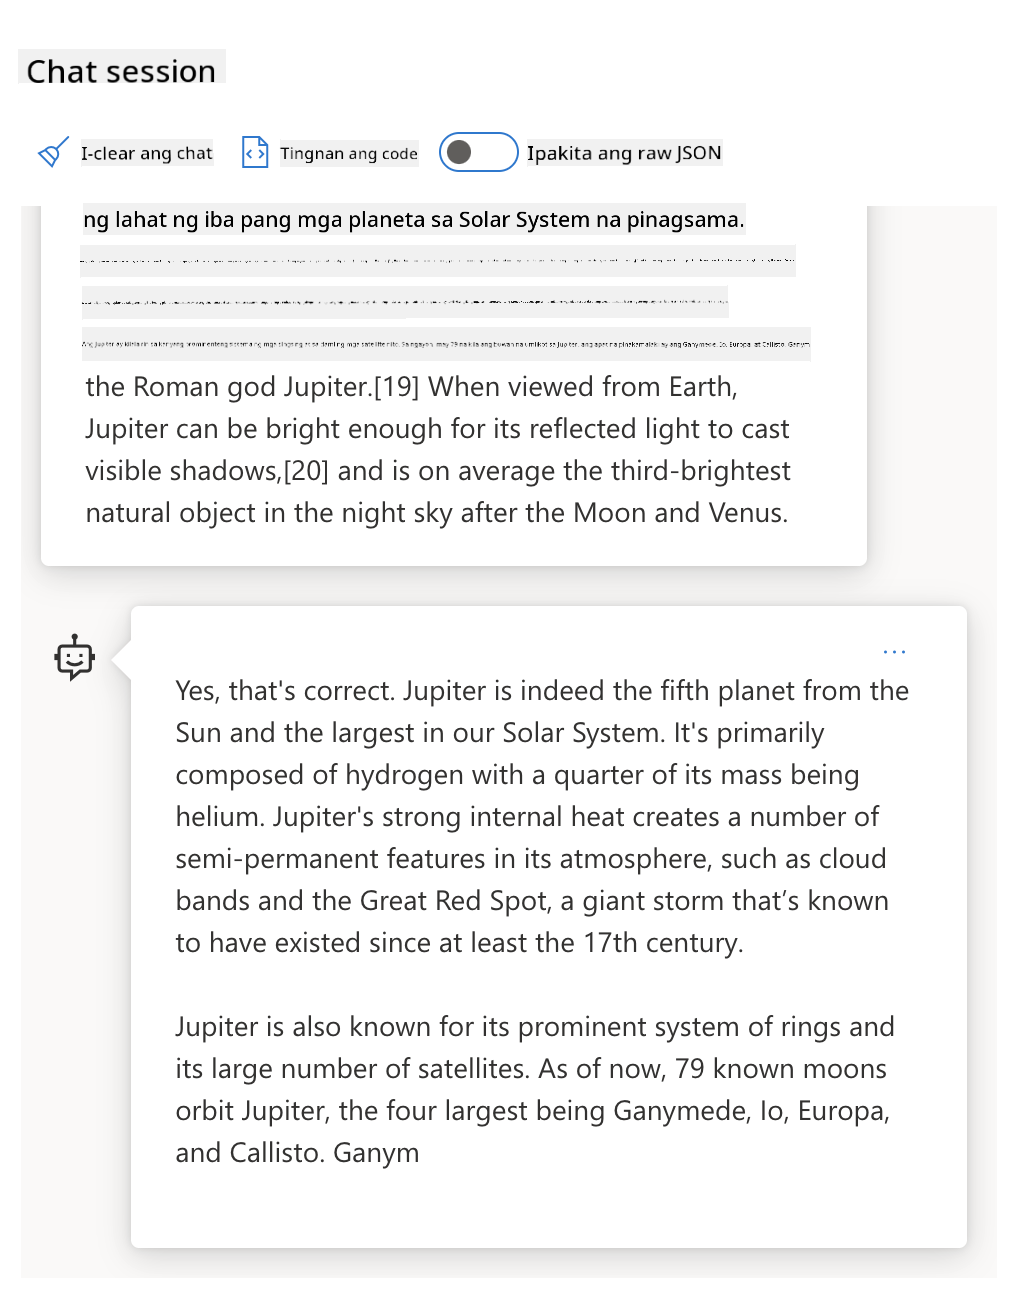 Chat session
I-clear ang chat
Tingnan ang code
Ipakita ang raw JSON
ng lahat ng iba pang mga planeta sa Solar System na pinagsama.
Ang Jupiter ay kilala rin sa kanyang prominenteng sistema ng mga singsing at sa daming mga satellite nito. Sa ngayon, may 79 na kilalang buwan na umiikot sa Jupiter, ang apat na pinakamalaki ay ang Ganymede, Io, Europa, at Callisto. Ganym
the Roman god Jupiter.[19] When viewed from Earth,
Jupiter can be bright enough for its reflected light to cast
visible shadows,[20] and is on average the third-brightest
natural object in the night sky after the Moon and Venus.
Yes, that's correct. Jupiter is indeed the fifth planet from the
Sun and the largest in our Solar System. It's primarily
composed of hydrogen with a quarter of its mass being
helium. Jupiter's strong internal heat creates a number of
semi-permanent features in its atmosphere, such as cloud
bands and the Great Red Spot, a giant storm that’s known
to have existed since at least the 17th century.
Jupiter is also known for its prominent system of rings and
its large number of satellites. As of now, 79 known moons
orbit Jupiter, the four largest being Ganymede, Io, Europa,
and Callisto. Ganym